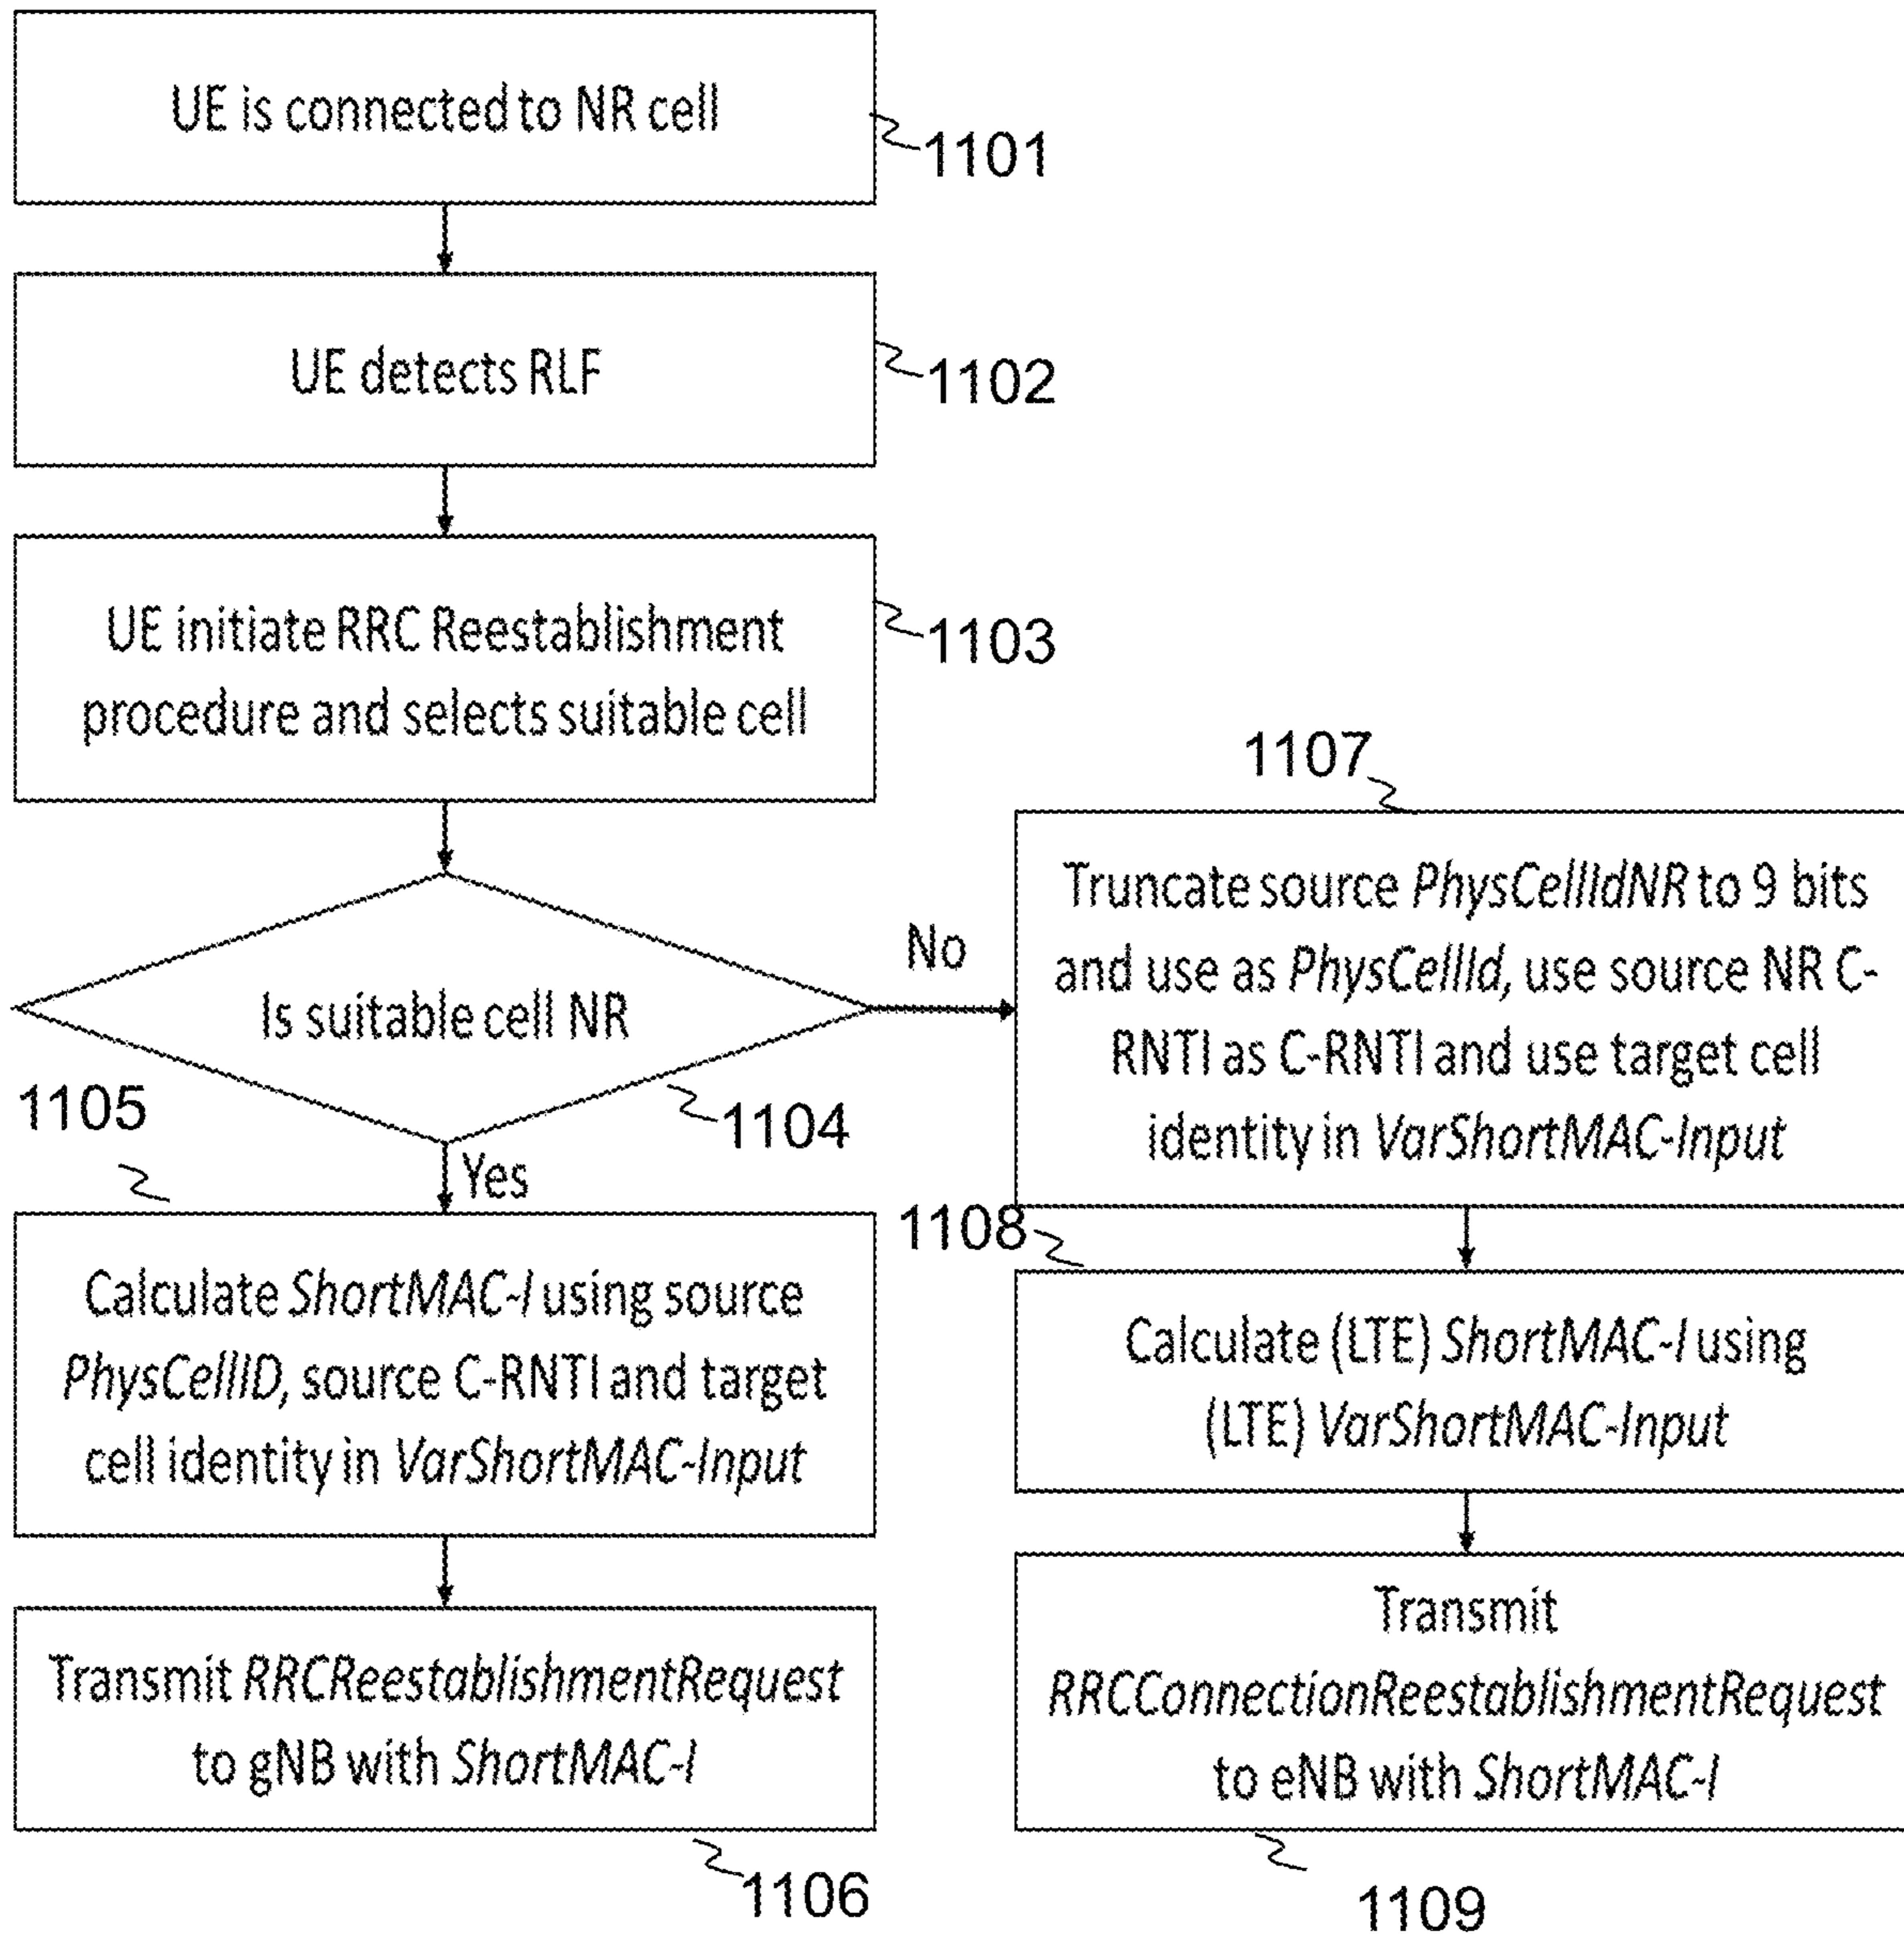 UE is connected to NR cell
1101
UE detects RLF
1102
UE initiate RRC Reestablishment
procedure and selects suitable cell
1103
Is suitable cell NR
1104
No
Yes
1105
Calculate ShortMAC-I using source
PhysCellID, source C-RNTI and target
cell identity in VarShortMAC-Input
Transmit RRCReestablishmentRequest
to gNB with ShortMAC-I
1106
1107
Truncate source PhysCellIdNR to 9 bits
and use as PhysCellId, use source NR C-
RNTI as C-RNTI and use target cell
identity in VarShortMAC-Input
1108
Calculate (LTE) ShortMAC-I using
(LTE) VarShortMAC-Input
Transmit
RRCConnectionReestablishmentRequest
to eNB with ShortMAC-I
1109